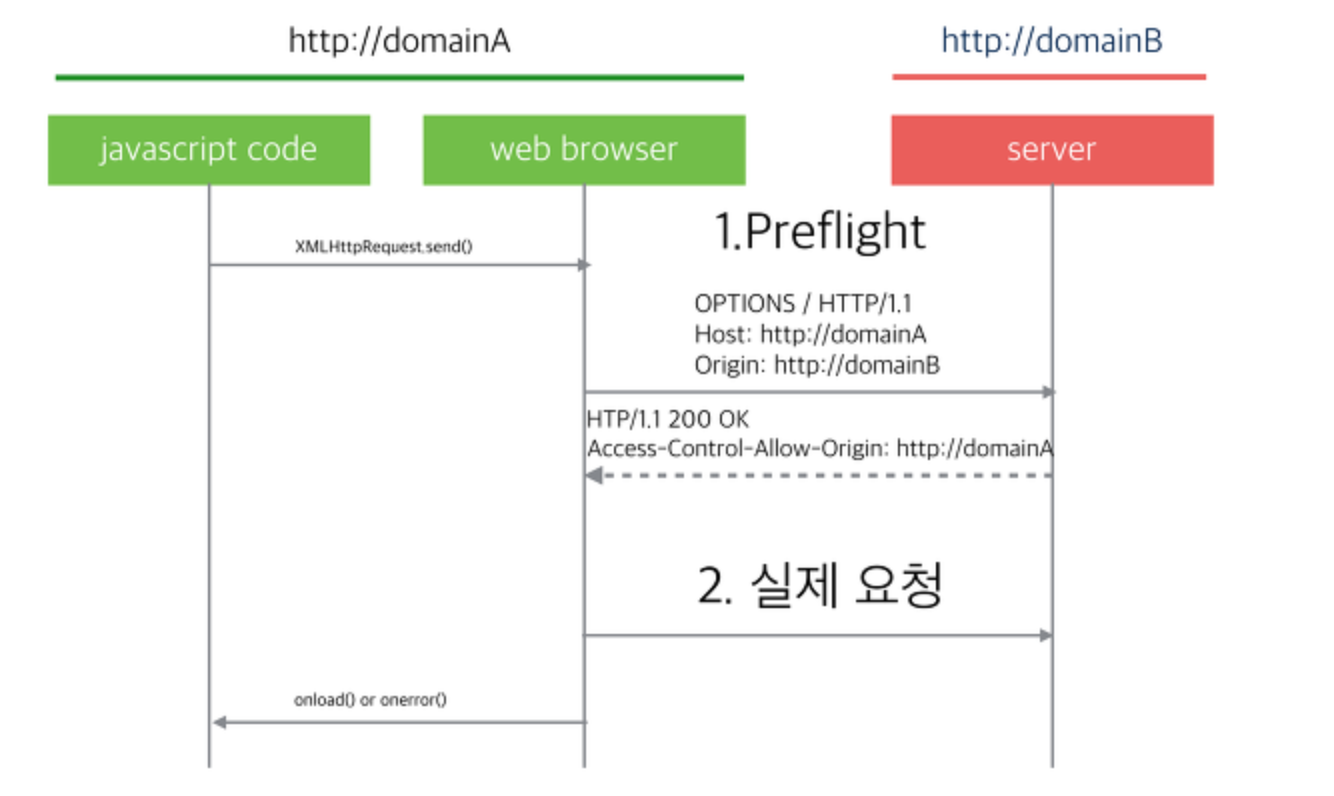 http://domainA
http://domainB
javascript code
web browser
server
1.Preflight
XMLHttpRequest.send()
OPTIONS / HTTP/1.1
Host: http://domainA
Origin: http://domainB
HTP/1.1 200 OK
Access-Control-Allow-Origin: http://domainA
2. 실제 요청
onload() or onerror()